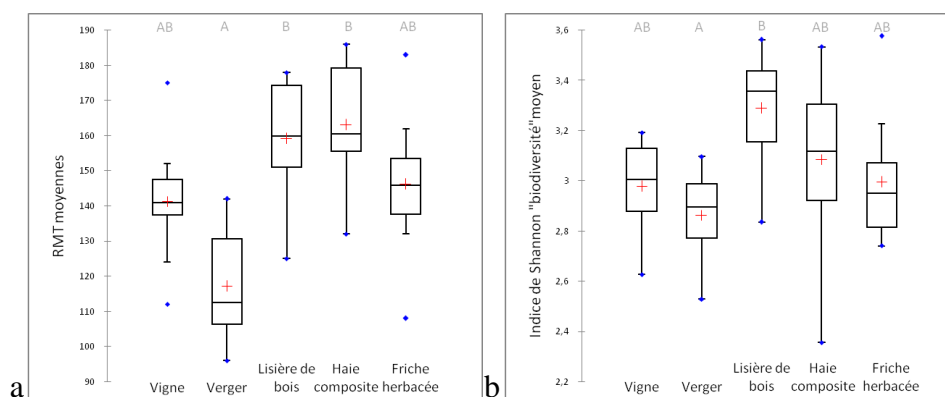 AB A B B AB
190
180
170
160
150
140
130
120
110
100
90
RMT moyennes
Vigne Verger Lisière de bois Haie composite Friche herbacée
a
AB A B AB AB
3,6
3,4
3,2
3
2,8
2,6
2,4
2,2
Indice de Shannon "biodiversité"moyen
Vigne Verger Lisière de bois Haie composite Friche herbacée
b